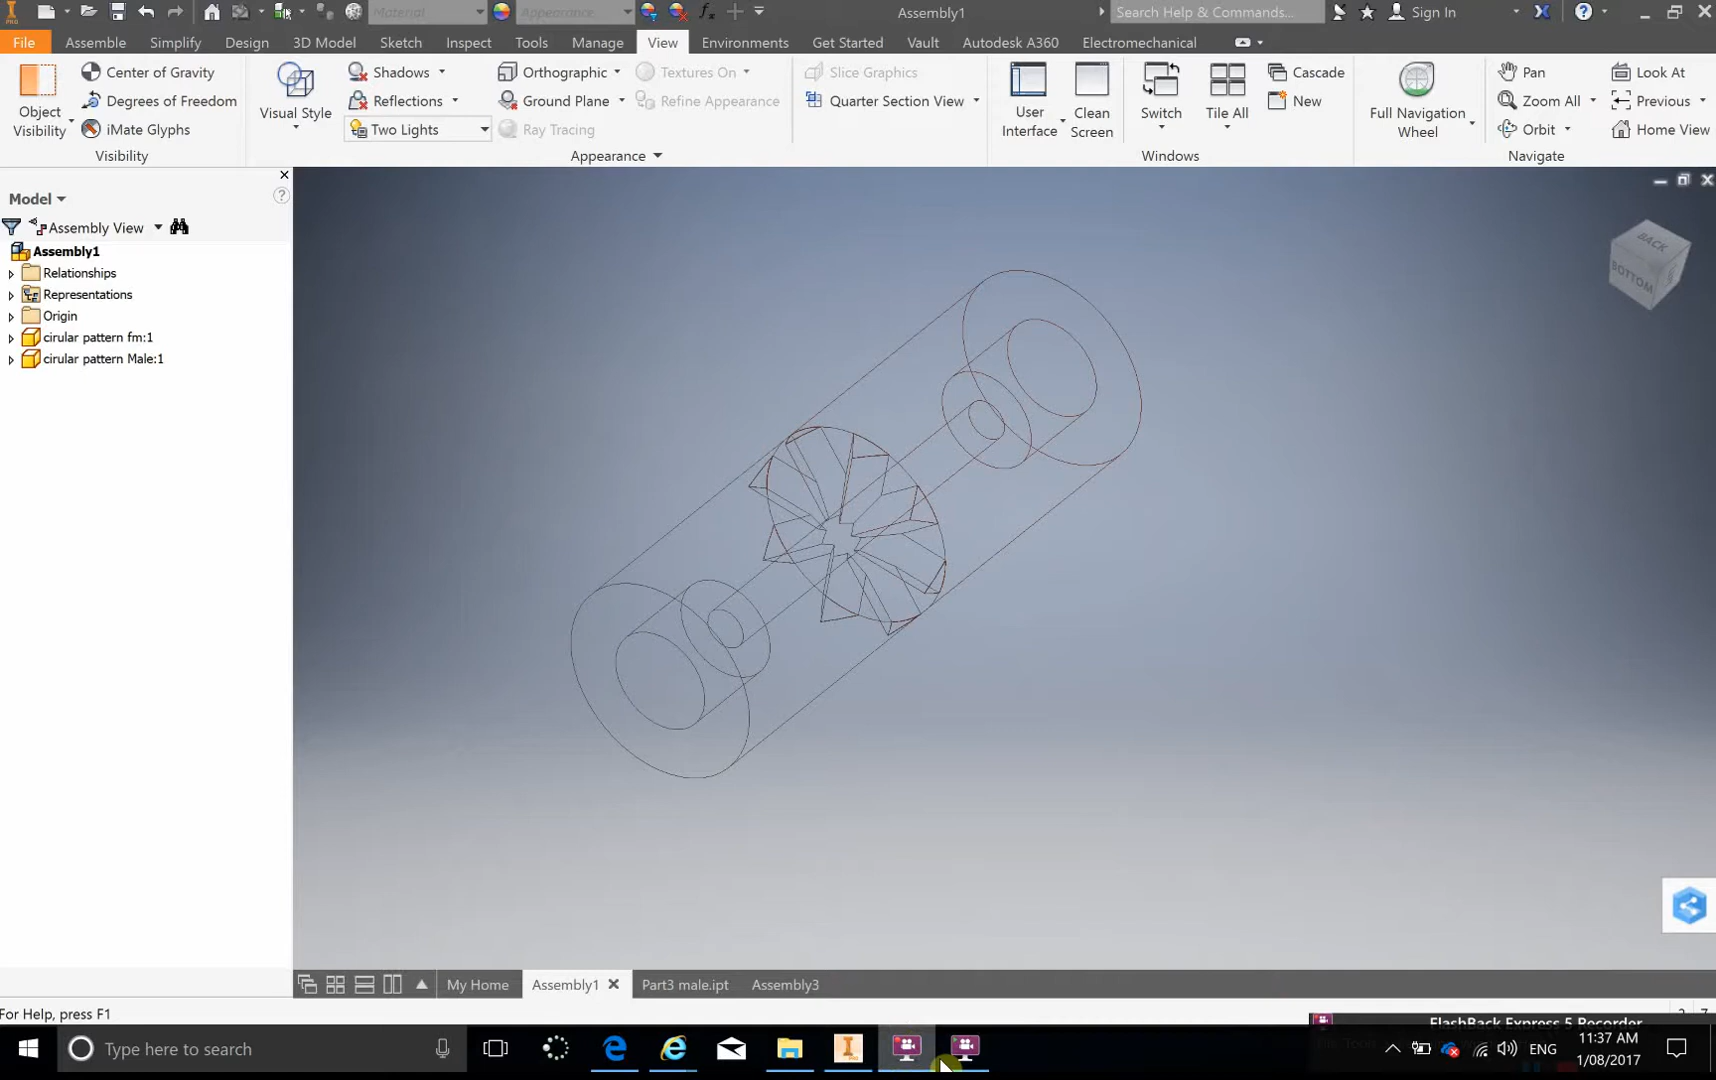 Material
Appearance
Assembly1
Search Help & Commands...
Sign In
File
Assemble
Simplify
Design
3D Model
Sketch
Inspect
Tools
Manage
View
Environments
Get Started
Vault
Autodesk A360
Electromechanical
Object Visibility
Center of Gravity
Degrees of Freedom
iMate Glyphs
Visibility
Visual Style
Shadows
Reflections
Two Lights
Orthographic
Ground Plane
Ray Tracing
Textures On
Refine Appearance
Appearance
Slice Graphics
Quarter Section View
User Interface
Clean Screen
Switch
Tile All
Cascade
New
Windows
Full Navigation Wheel
Pan
Zoom All
Orbit
Look At
Previous
Home View
Navigate
Model
Assembly View
Assembly1
Relationships
Representations
Origin
cirular pattern fm:1
cirular pattern Male:1
BACK
BOTTOM
My Home
Assembly1
Part3 male.ipt
Assembly3
For Help, press F1
FlashBack Express 5 Recorder
Type here to search
ENG
11:37 AM
1/08/2017